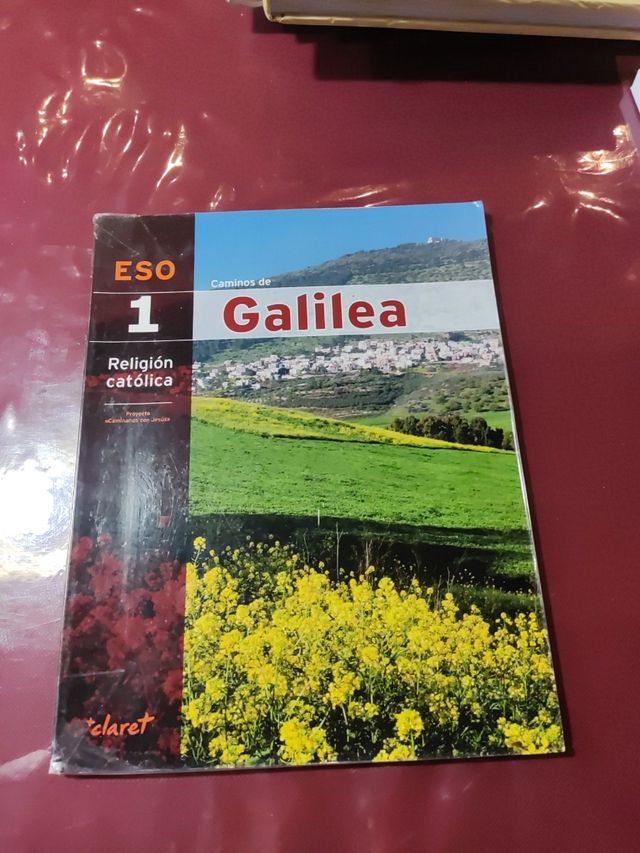 ESO
1
Religión
católica
Proyecto
«Caminamos con Jesús»
Caminos de
Galilea
claret